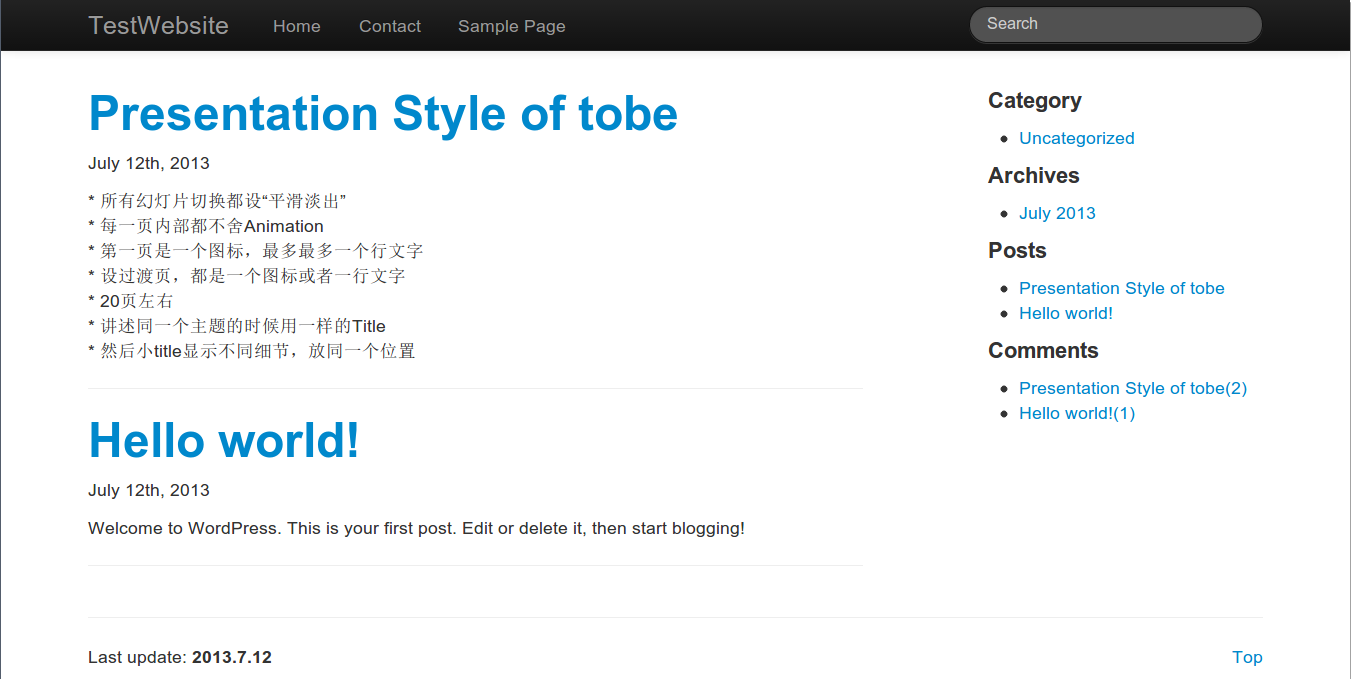 TestWebsite Home Contact Sample Page Search
Presentation Style of tobe
July 12th, 2013
* 所有幻灯片切换都设“平滑淡出”
* 每一页内部都不舍Animation
* 第一页是一个图标，最多最多一个行文字
* 设过渡页，都是一个图标或者一行文字
* 20页左右
* 讲述同一个主题的时候用一样的Title
* 然后小title显示不同细节，放同一个位置
Hello world!
July 12th, 2013
Welcome to WordPress. This is your first post. Edit or delete it, then start blogging!
Category
Uncategorized
Archives
July 2013
Posts
Presentation Style of tobe
Hello world!
Comments
Presentation Style of tobe(2)
Hello world!(1)
Last update: 2013.7.12
Top